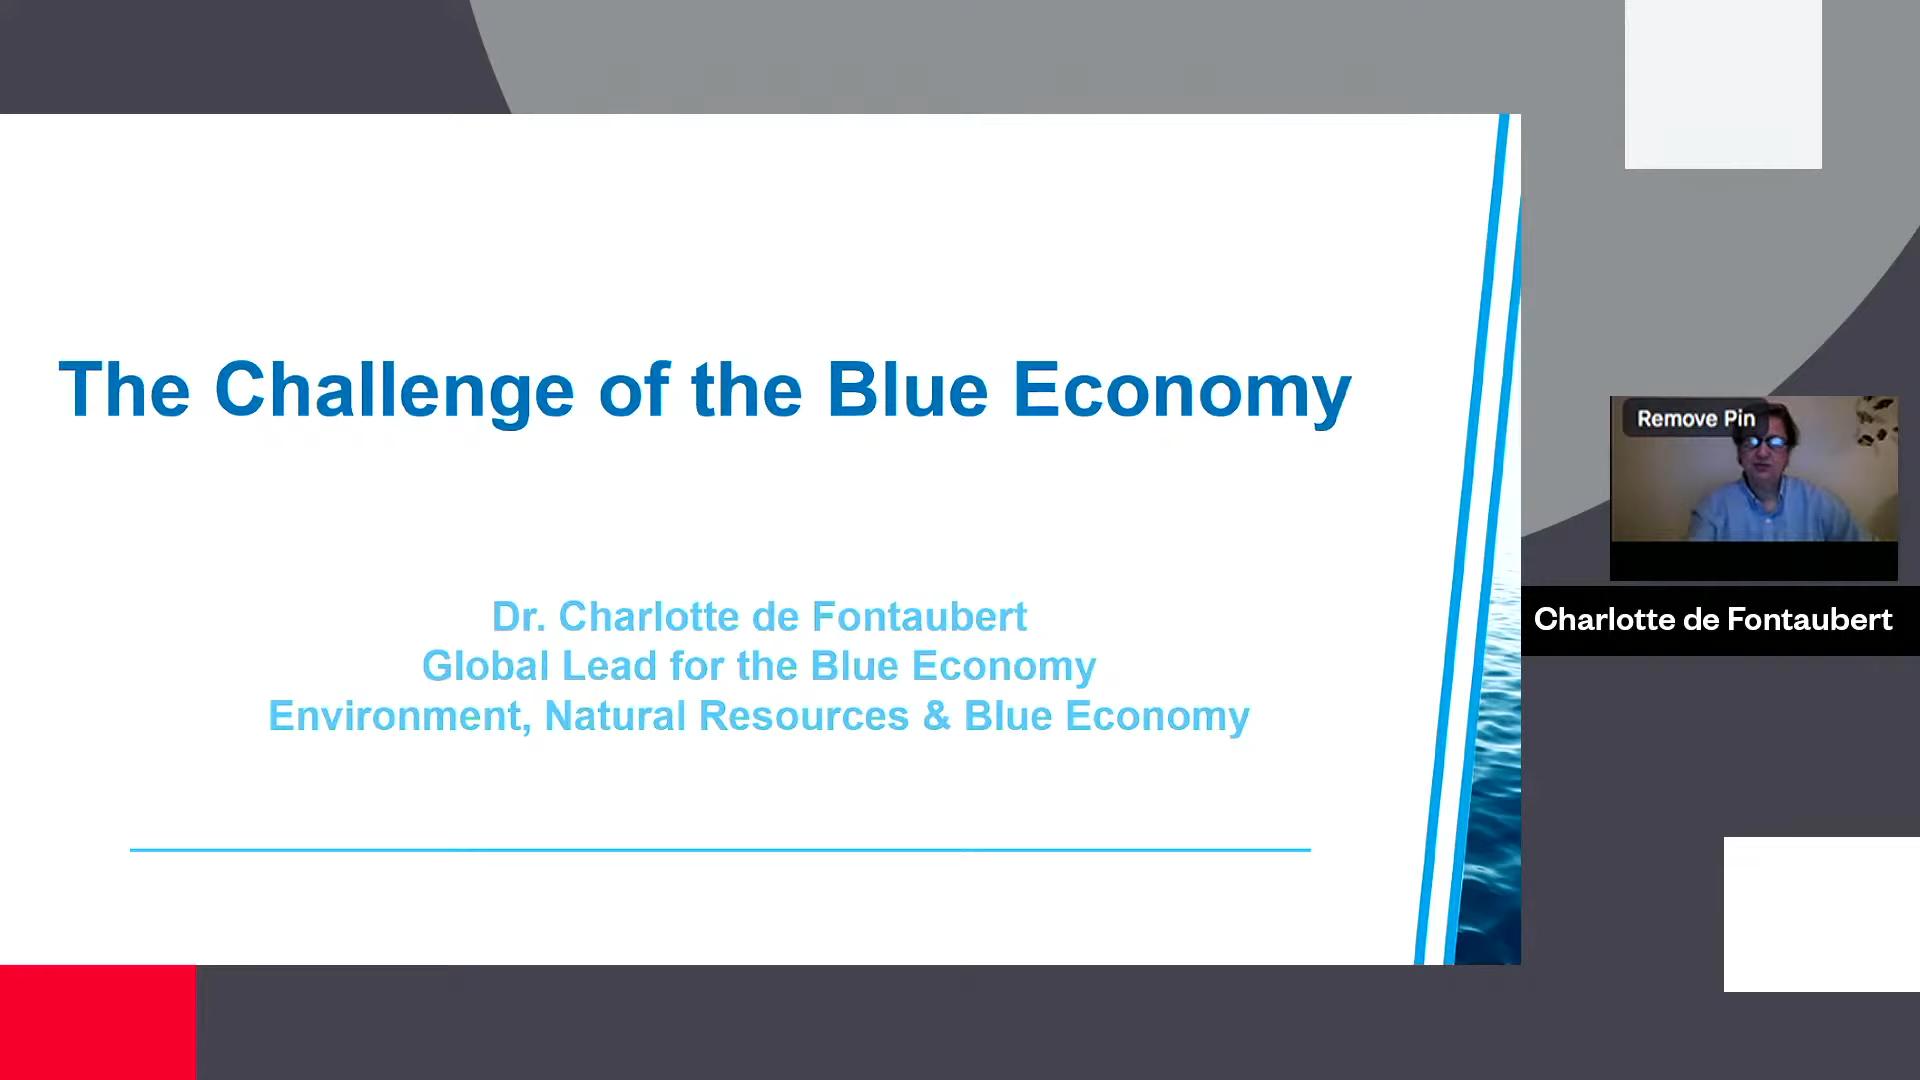 The Challenge of the Blue Economy
Dr. Charlotte de Fontaubert
Global Lead for the Blue Economy
Environment, Natural Resources & Blue Economy
Remove Pin
Charlotte de Fontaubert